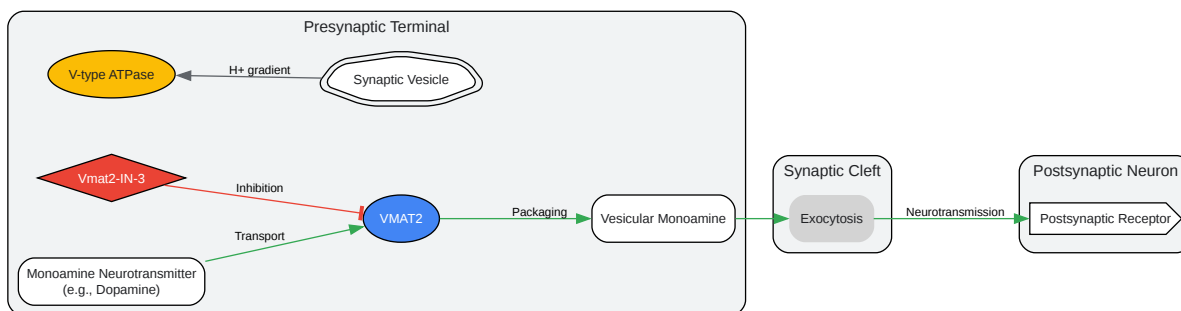 Presynaptic Terminal
V-type ATPase
H+ gradient
Synaptic Vesicle
Vmat2-IN-3
Inhibition
VMAT2
Transport
Monoamine Neurotransmitter
(e.g., Dopamine)
Packaging
Vesicular Monoamine
Synaptic Cleft
Exocytosis
Neurotransmission
Postsynaptic Neuron
Postsynaptic Receptor